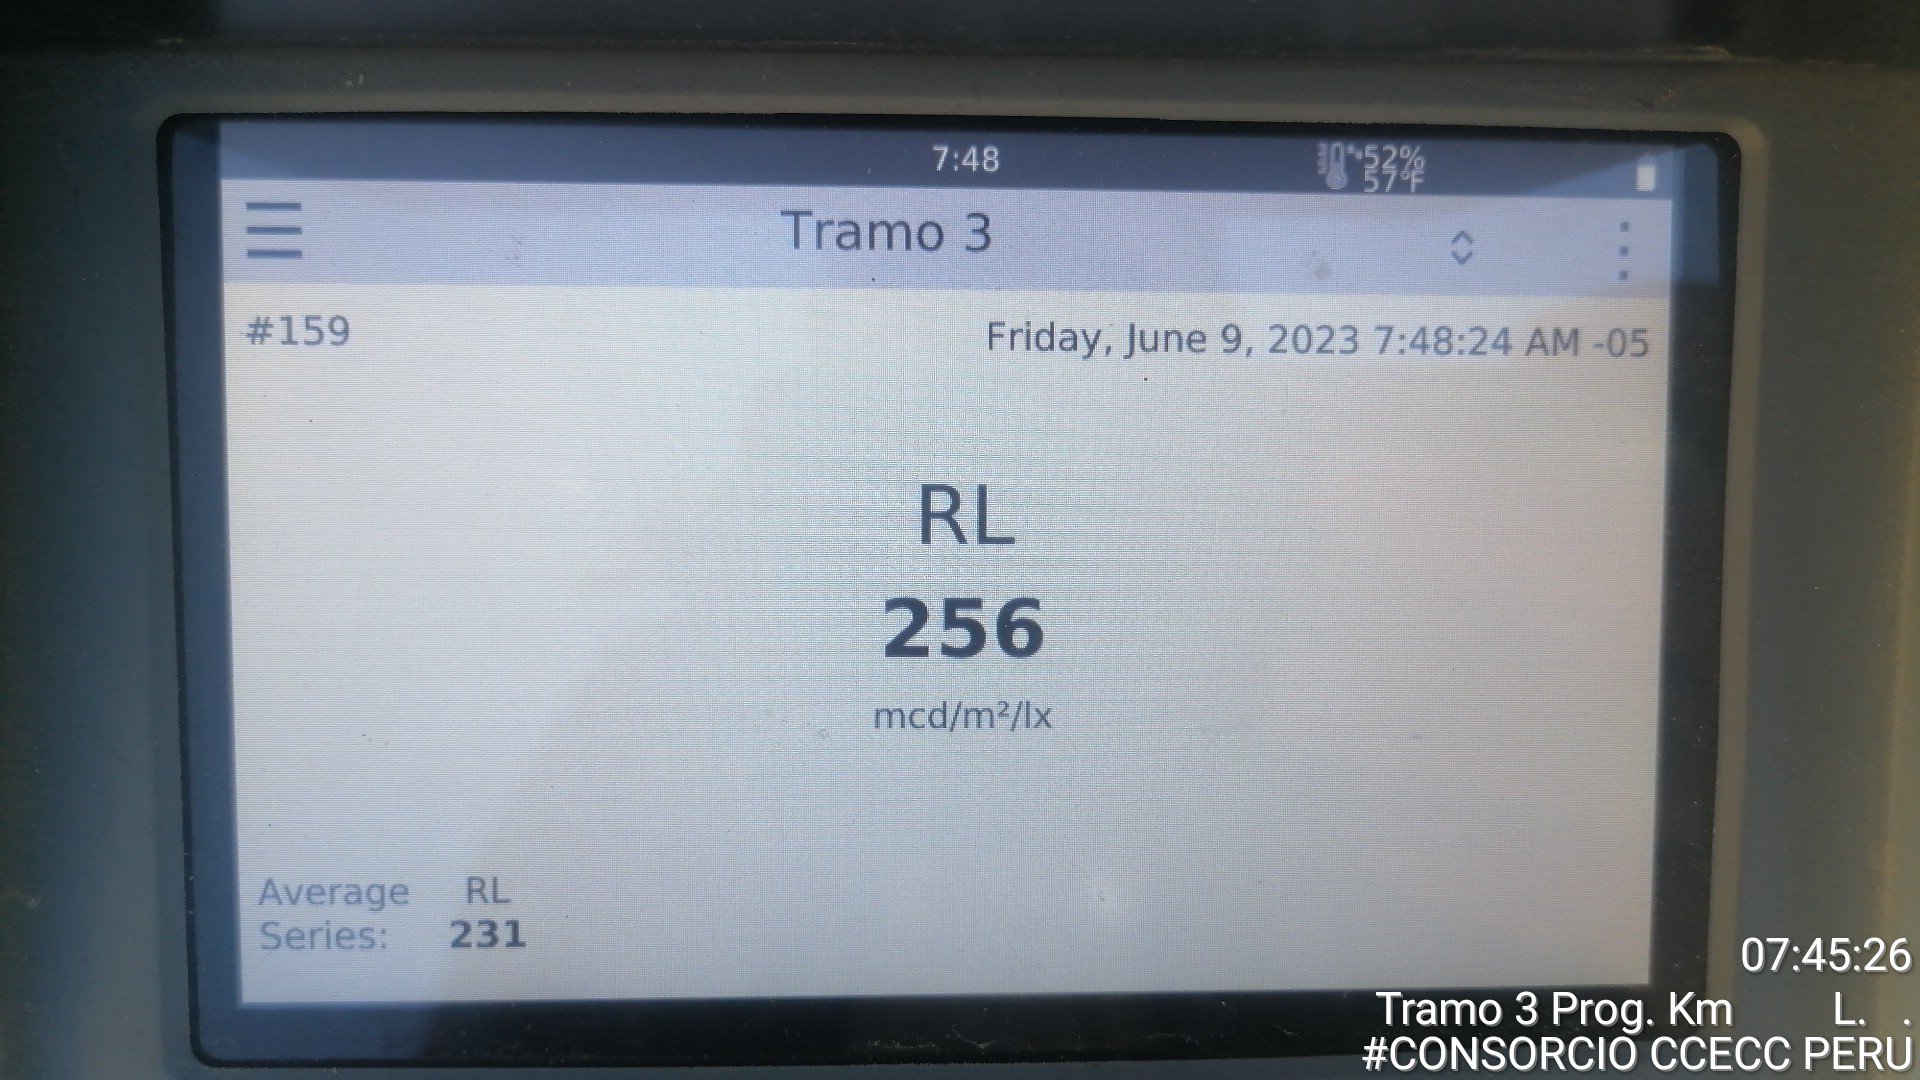 7:48
52%
57°F
Tramo 3
#159
Friday, June 9, 2023 7:48:24 AM -05
RL
256
mcd/m²/lx
Average RL
Series: 231
07:45:26
Tramo 3 Prog. Km L. .
#CONSORCIO CCECC PERU